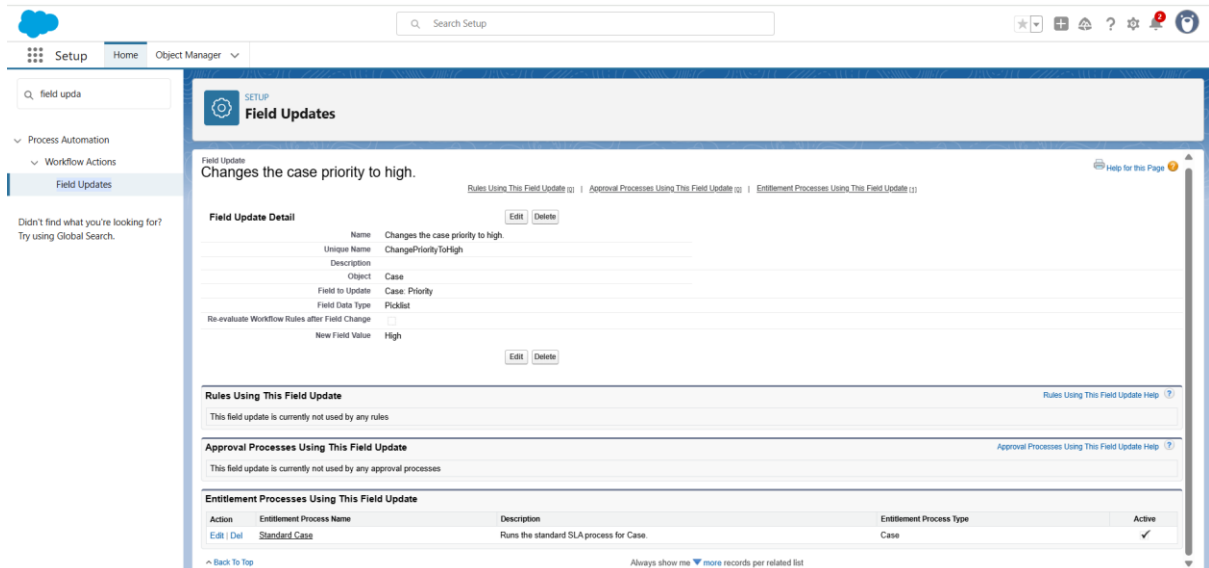 Search Setup
2
Setup Home Object Manager
field upda
Process Automation
Workflow Actions
Field Updates
Didn't find what you're looking for?
Try using Global Search.
SETUP
Field Updates
Field Update
Changes the case priority to high.
Help for this Page
Rules Using This Field Update [0] | Approval Processes Using This Field Update [0] | Entitlement Processes Using This Field Update [1]
Field Update Detail Edit Delete
Name Changes the case priority to high.
Unique Name ChangePriorityToHigh
Description
Object Case
Field to Update Case: Priority
Field Data Type Picklist
Re-evaluate Workflow Rules after Field Change
New Field Value High
Edit Delete
Rules Using This Field Update Rules Using This Field Update Help ?
This field update is currently not used by any rules
Approval Processes Using This Field Update Approval Processes Using This Field Update Help ?
This field update is currently not used by any approval processes
Entitlement Processes Using This Field Update
Action Entitlement Process Name Description Entitlement Process Type Active
Edit | Del Standard Case Runs the standard SLA process for Case. Case
Back To Top Always show me more records per related list